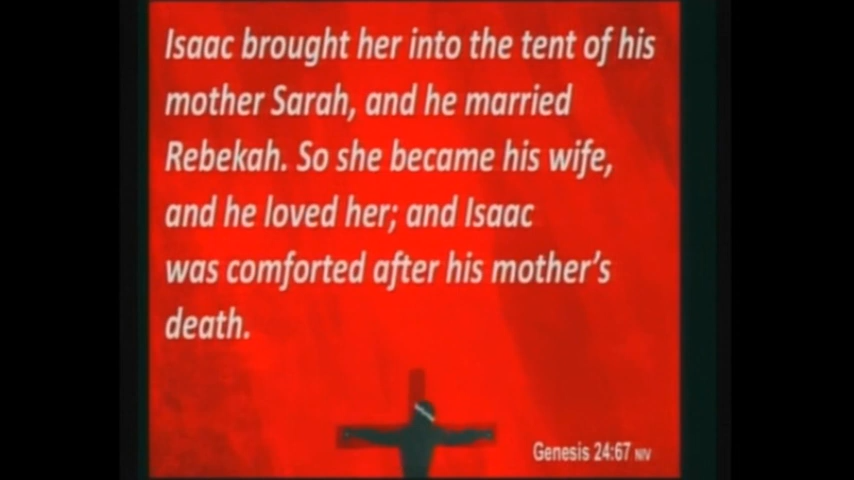 Isaac brought her into the tent of his
mother Sarah, and he married
Rebekah. So she became his wife,
and he loved her; and Isaac
was comforted after his mother’s
death.
Genesis 24:67 NIV